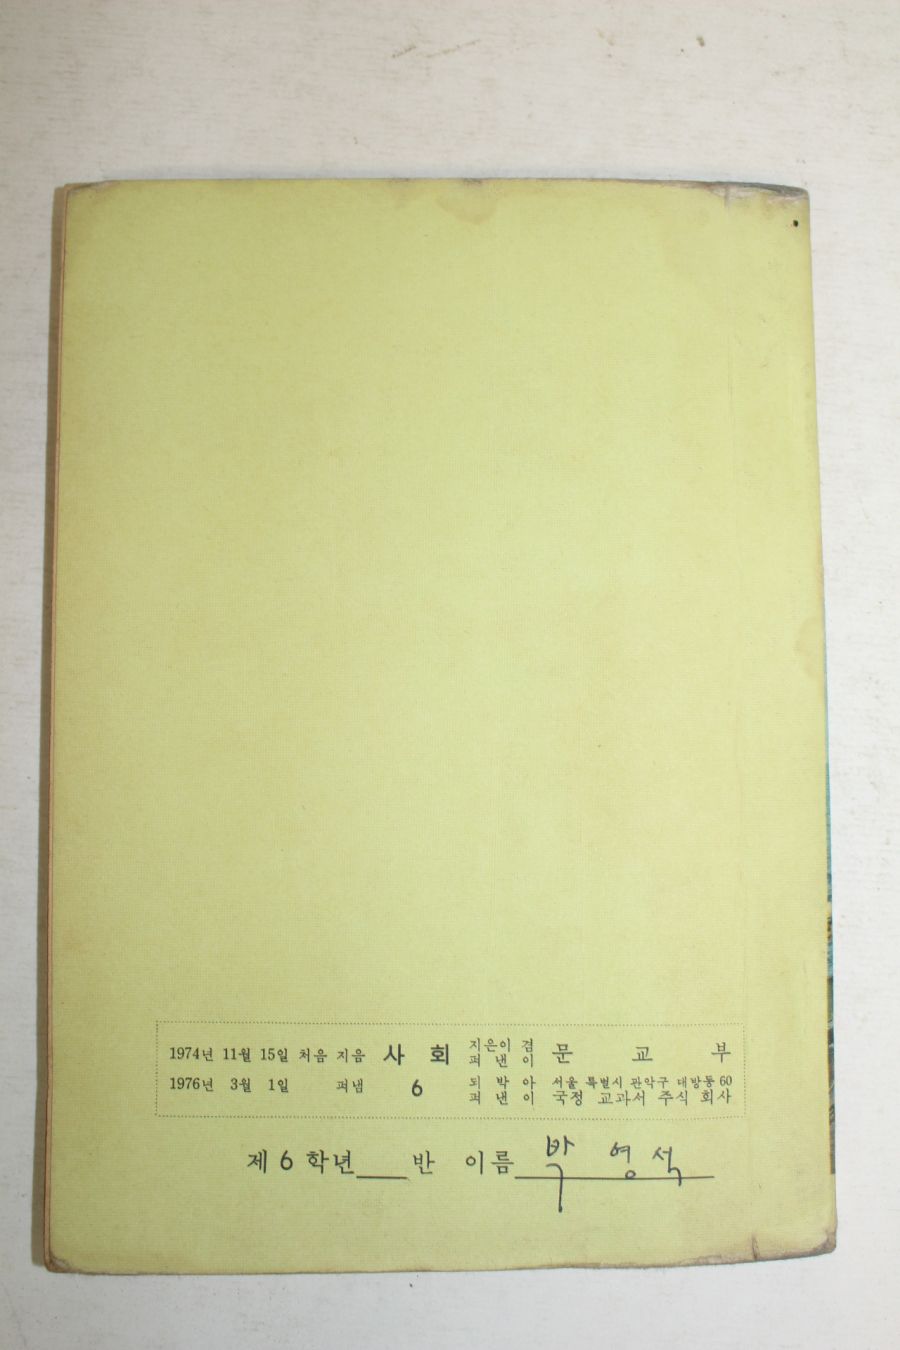 1974년 11월 15일 처음 지음 사 회 지은이 겸 문 교 부
펴 낸 이
1976년 3월 1일 펴냄 6 되 박 아 서울 특별시 관악구 대방동 60
펴 낸 이 국정 교과서 주식 회사
제 6 학년 반 이름 박 영 석